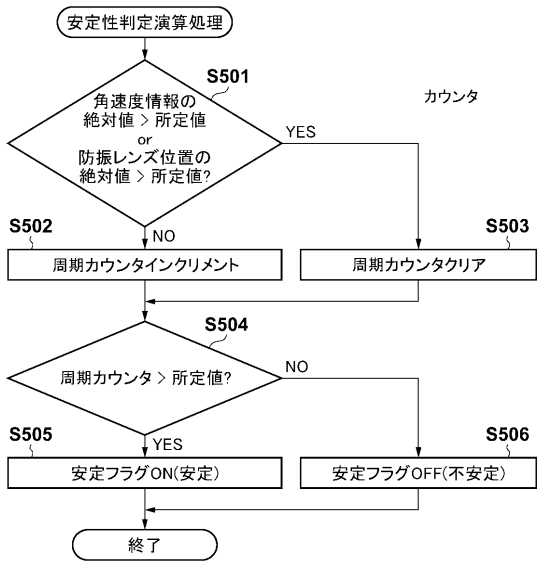 安定性判定演算処理
S501
角速度情報の
絶対値 > 所定値
or
防振レンズ位置の
絶対値 > 所定値?
カウンタ
YES
NO
S502
周期カウンタインクリメント
S503
周期カウンタクリア
S504
周期カウンタ > 所定値?
NO
YES
S505
安定フラグON(安定)
S506
安定フラグOFF(不安定)
終了